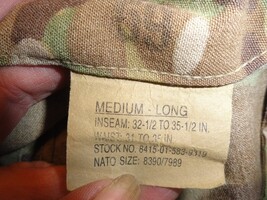 MEDIUM - LONG
INSEAM: 32-1/2 TO 35-1/2 IN.
WAIST: 31 TO 35 IN
STOCK NO. 8415-01-583-
NATO SIZE: 8390/7989